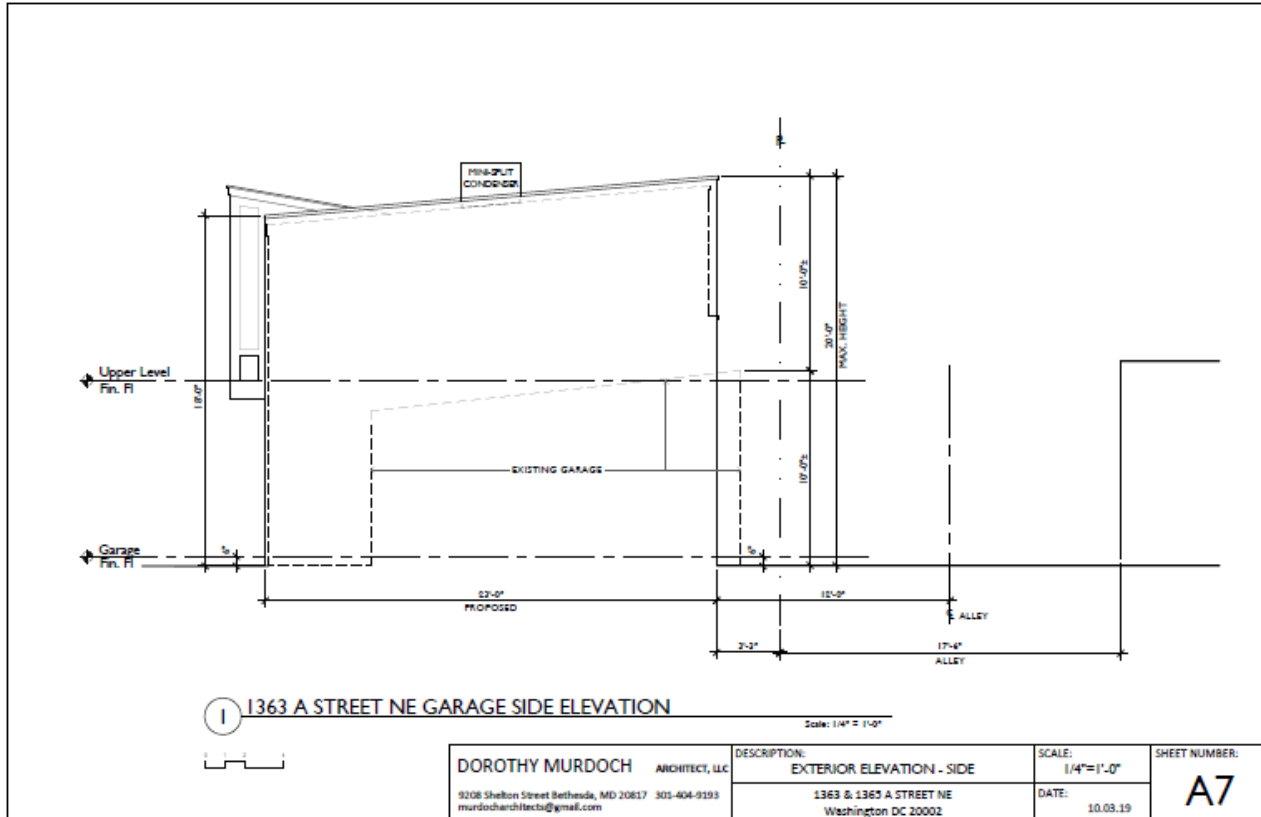 MINI-SPLIT
CONDENSER
10'-0"±
20'-0"
MAX. HEIGHT
Upper Level
Fin. Fl
18'-0"
EXISTING GARAGE
10'-0"±
Garage
Fin. Fl
6"
6"
23'-0"
PROPOSED
12'-0"
ALLEY
17'-6"
ALLEY
1
1363 A STREET NE GARAGE SIDE ELEVATION
Scale: 1/4" = 1'-0"
DOROTHY MURDOCH ARCHITECT, LLC
9208 Shelton Street Bethesda, MD 20817 301-404-9193
murdocharchitects@gmail.com
DESCRIPTION:
EXTERIOR ELEVATION - SIDE
1363 & 1365 A STREET NE
Washington DC 20002
SCALE:
1/4"=1'-0"
DATE:
10.03.19
SHEET NUMBER:
A7